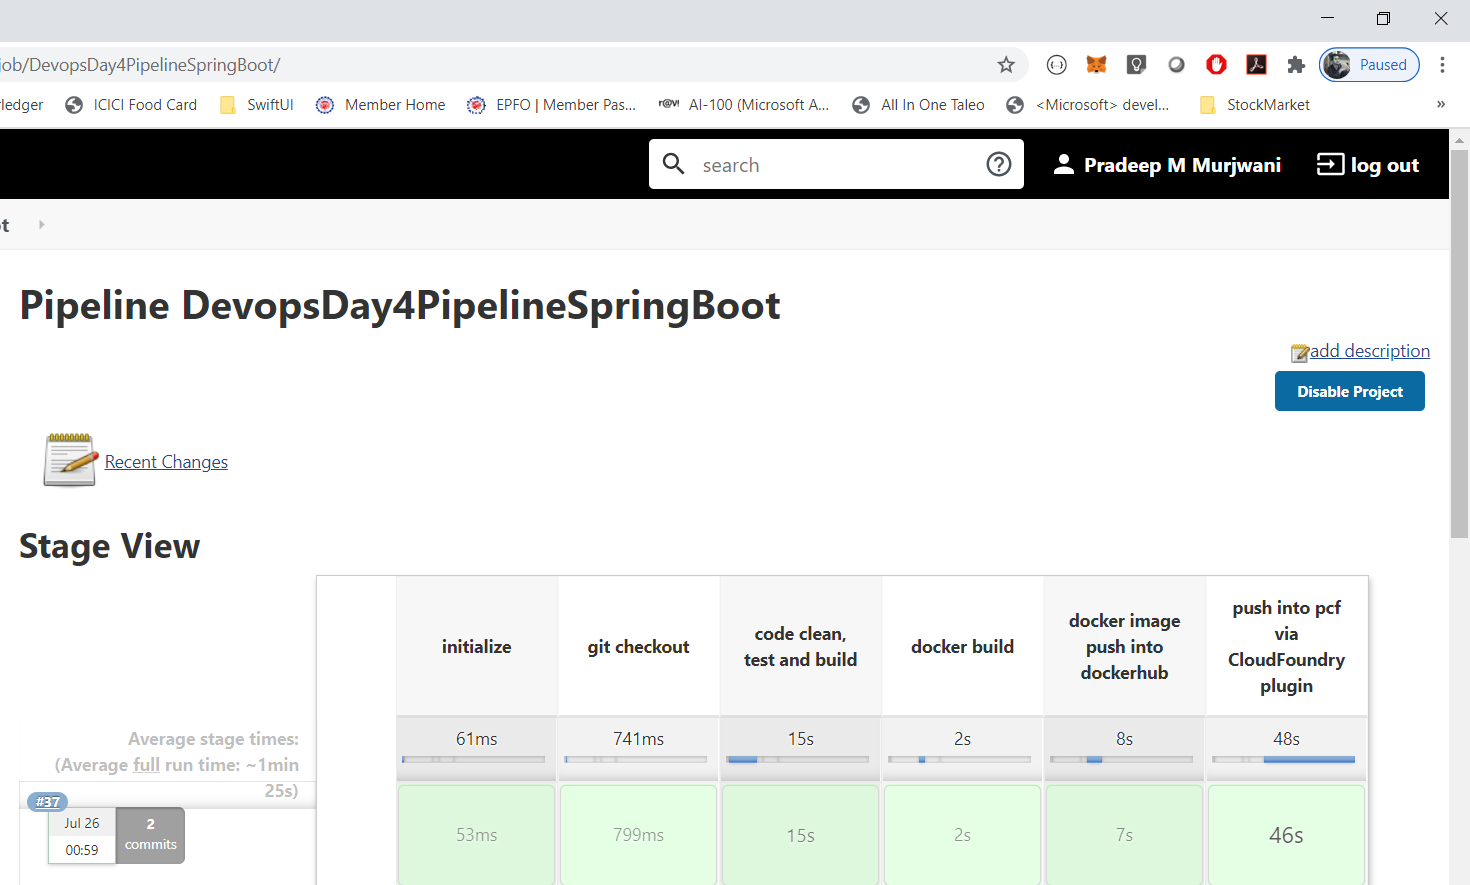 job/DevopsDay4PipelineSpringBoot/
Paused
ledger
ICICI Food Card
SwiftUI
Member Home
EPFO | Member Pas...
r@v!
AI-100 (Microsoft A...
All In One Taleo
<Microsoft> devel...
StockMarket
»
search
Pradeep M Murjwani
log out
ot
Pipeline DevopsDay4PipelineSpringBoot
add description
Disable Project
Recent Changes
Stage View
initialize
git checkout
code clean,
test and build
docker build
docker image
push into
dockerhub
push into pcf
via
CloudFoundry
plugin
Average stage times:
(Average full run time: ~1min
25s)
61ms
741ms
15s
2s
8s
48s
#37
Jul 26
00:59
2
commits
53ms
799ms
15s
2s
7s
46s